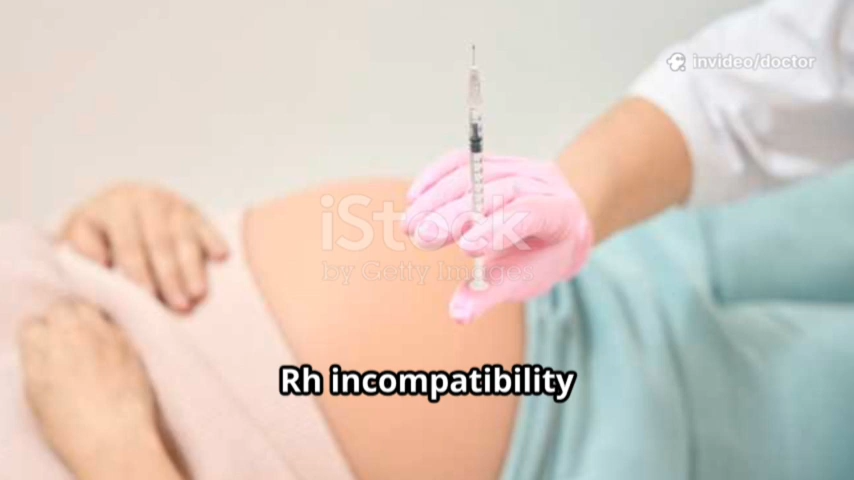 invideo/doctor
iStock
by Getty Images
Rh incompatibility